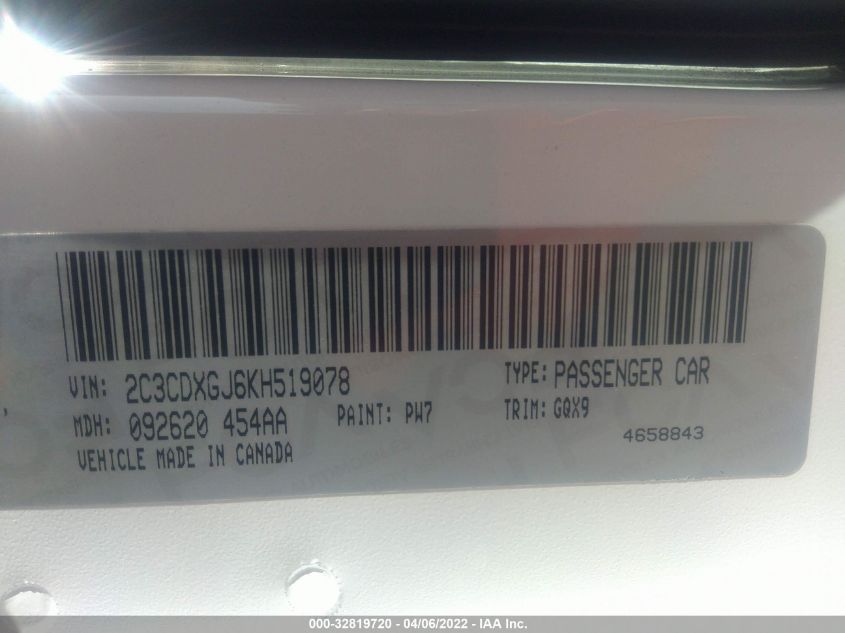 VIN: 2C3CDXGJ6KH519078 TYPE: PASSENGER CAR
MDH: 092620 454AA PAINT: PW7 TRIM: GQX9
4658843
VEHICLE MADE IN CANADA
000-32819720 - 04/06/2022 - IAA Inc.